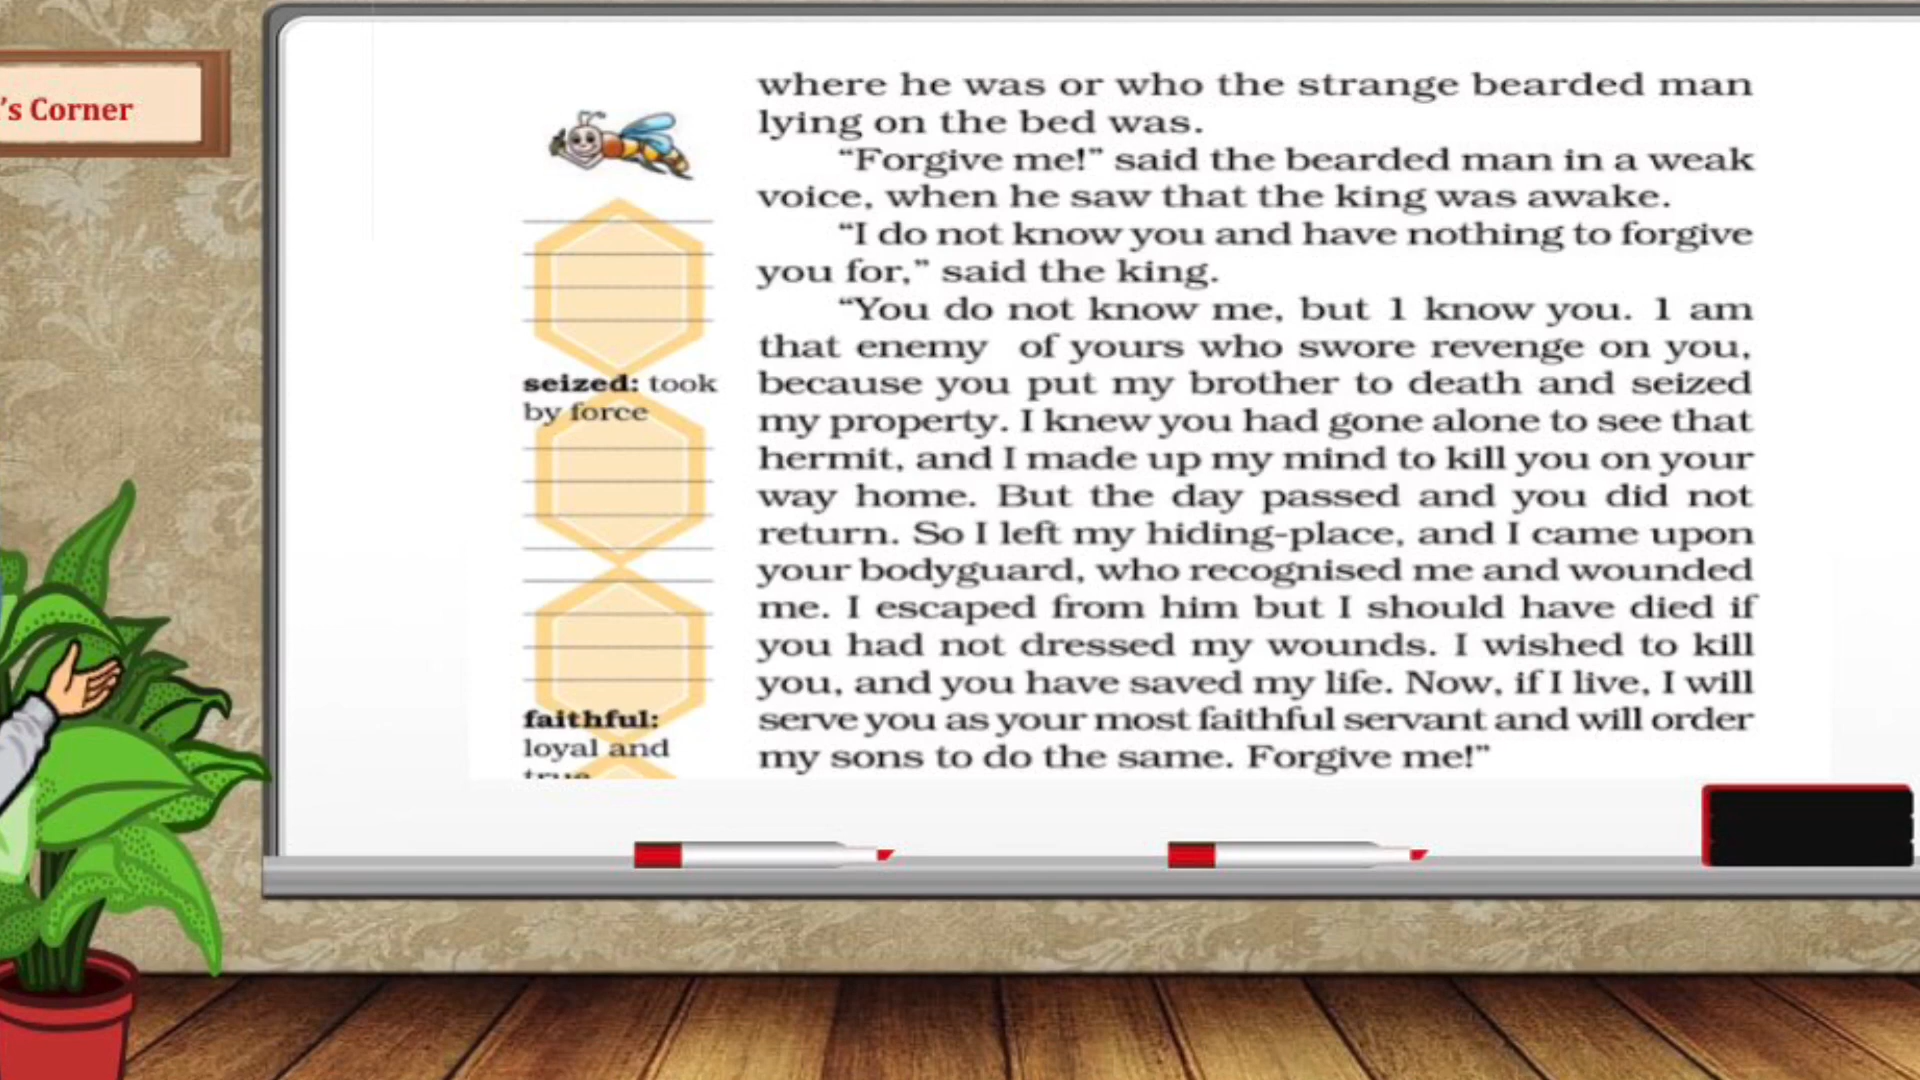 's Corner
where he was or who the strange bearded man
lying on the bed was.
“Forgive me!” said the bearded man in a weak
voice, when he saw that the king was awake.
“I do not know you and have nothing to forgive
you for,” said the king.
“You do not know me, but 1 know you. 1 am
that enemy of yours who swore revenge on you,
because you put my brother to death and seized
my property. I knew you had gone alone to see that
hermit, and I made up my mind to kill you on your
way home. But the day passed and you did not
return. So I left my hiding-place, and I came upon
your bodyguard, who recognised me and wounded
me. I escaped from him but I should have died if
you had not dressed my wounds. I wished to kill
you, and you have saved my life. Now, if I live, I will
serve you as your most faithful servant and will order
my sons to do the same. Forgive me!”
seized: took
by force
faithful:
loyal and
true